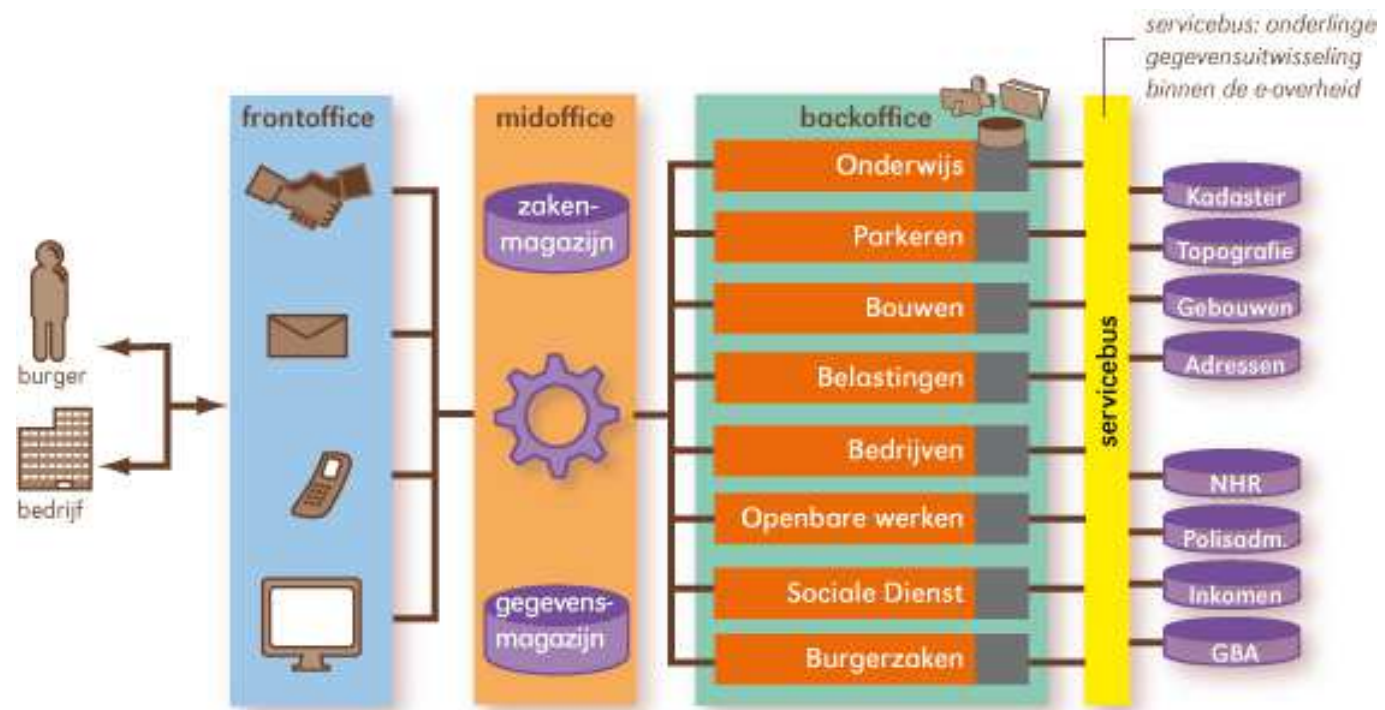 servicebus: onderlinge
gegevensuitwisseling
binnen de e-overheid
frontoffice
midoffice
backoffice
burger
bedrijf
zaken-
magazijn
gegevens-
magazijn
Onderwijs
Parkeren
Bouwen
Belastingen
Bedrijven
Openbare werken
Sociale Dienst
Burgerzaken
servicebus
Kadaster
Topografie
Gebouwen
Adressen
NHR
Polisadm.
Inkomen
GBA